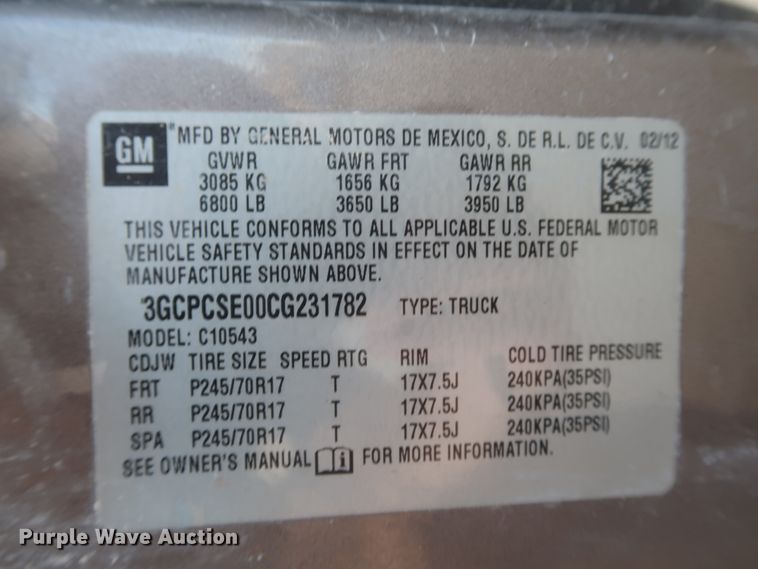 GM ® MFD BY GENERAL MOTORS DE MEXICO, S. DE R.L. DE C.V. 02/12
GVWR GAWR FRT GAWR RR
3085 KG 1656 KG 1792 KG
6800 LB 3650 LB 3950 LB
THIS VEHICLE CONFORMS TO ALL APPLICABLE U.S. FEDERAL MOTOR
VEHICLE SAFETY STANDARDS IN EFFECT ON THE DATE OF
MANUFACTURE SHOWN ABOVE.
3GCPCSE00CG231782 TYPE: TRUCK
MODEL: C10543
CDJW TIRE SIZE SPEED RTG RIM COLD TIRE PRESSURE
FRT P245/70R17 T 17X7.5J 240KPA(35PSI)
RR P245/70R17 T 17X7.5J 240KPA(35PSI)
SPA P245/70R17 T 17X7.5J 240KPA(35PSI)
SEE OWNER'S MANUAL i FOR MORE INFORMATION.
Purple Wave Auction